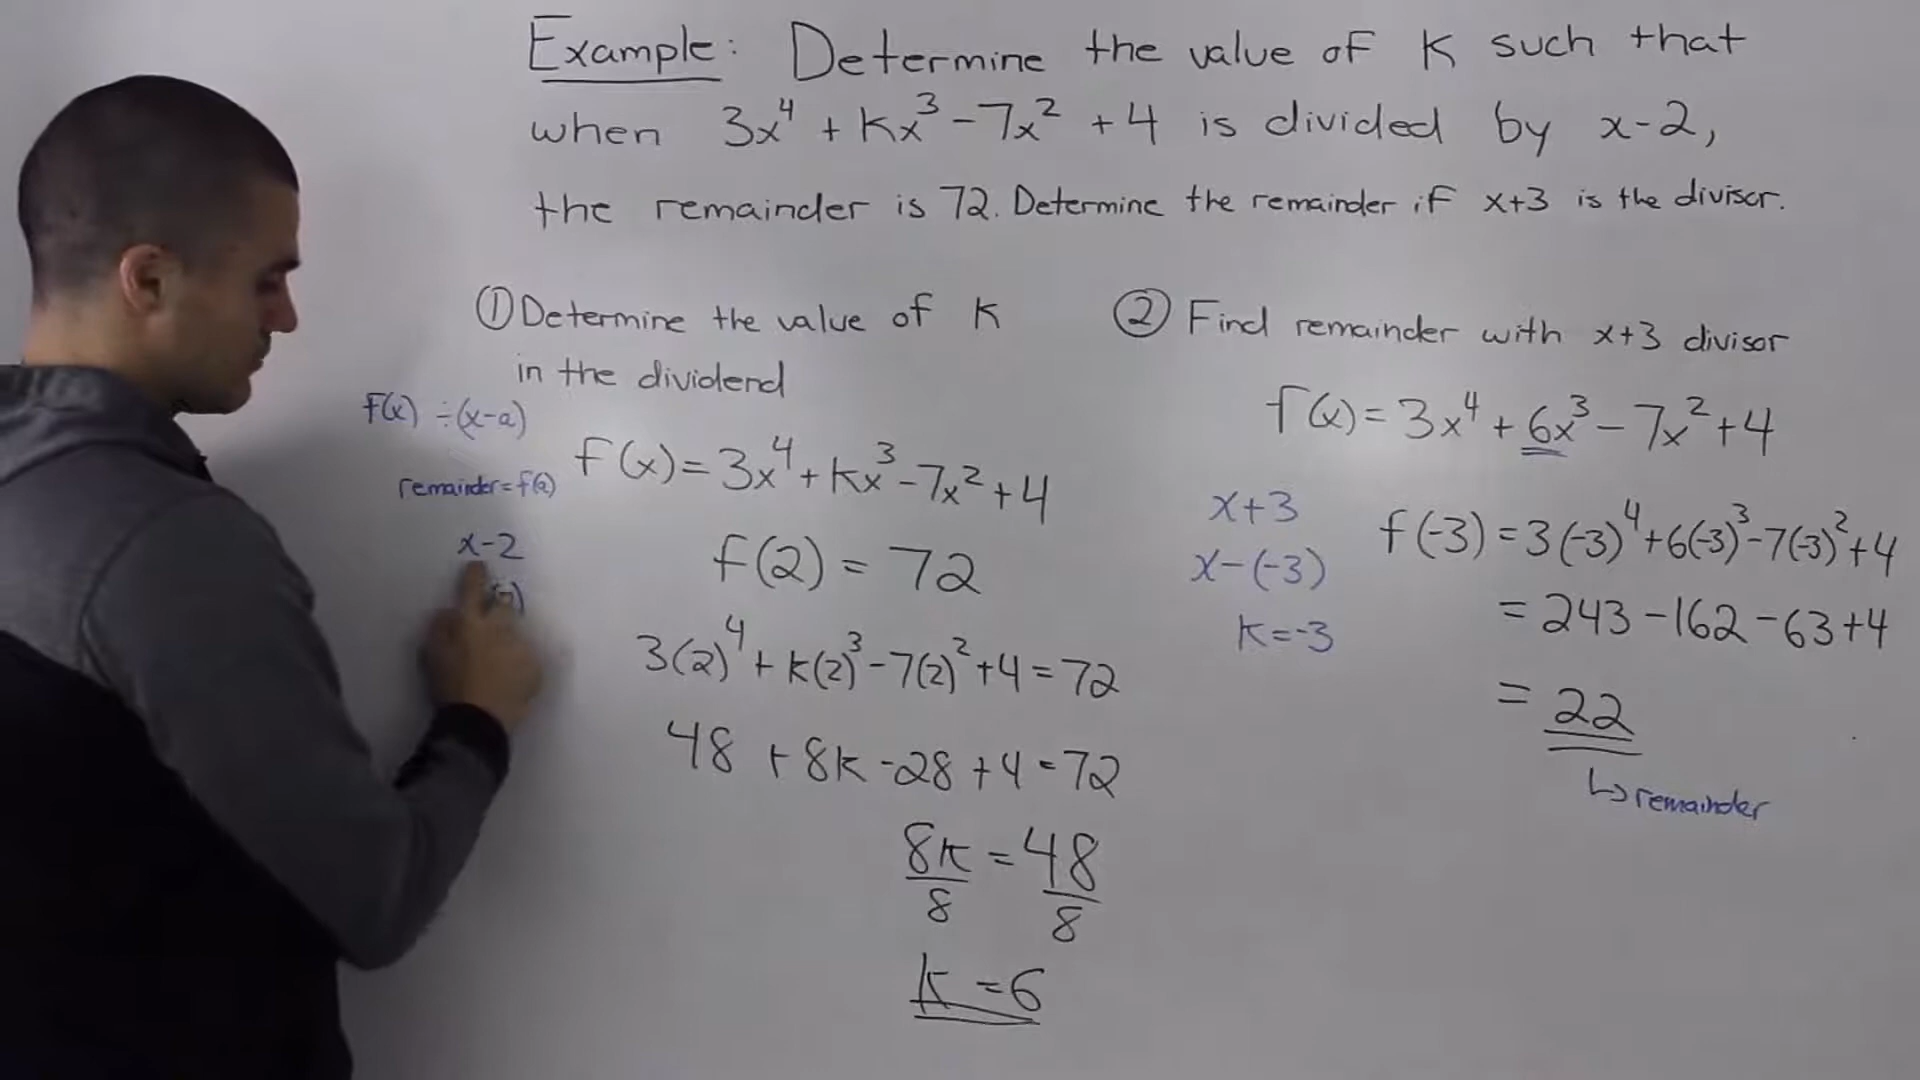 Example: Determine the value of K such that
when 3x⁴ + Kx³ - 7x² + 4 is divided by x-2,
the remainder is 72. Determine the remainder if x+3 is the divisor.
① Determine the value of K
in the dividend
f(x) ÷ (x-a)
remainder = f(a)
x-2
f(x) = 3x⁴ + Kx³ - 7x² + 4
f(2) = 72
3(2)⁴ + K(2)³ - 7(2)² + 4 = 72
48 + 8K - 28 + 4 = 72
8K/8 = 48/8
K = 6
② Find remainder with x+3 divisor
f(x) = 3x⁴ + 6x³ - 7x² + 4
x+3
x-(-3)
K = -3
f(-3) = 3(-3)⁴ + 6(-3)³ - 7(-3)² + 4
= 243 - 162 - 63 + 4
= 22
↳ remainder